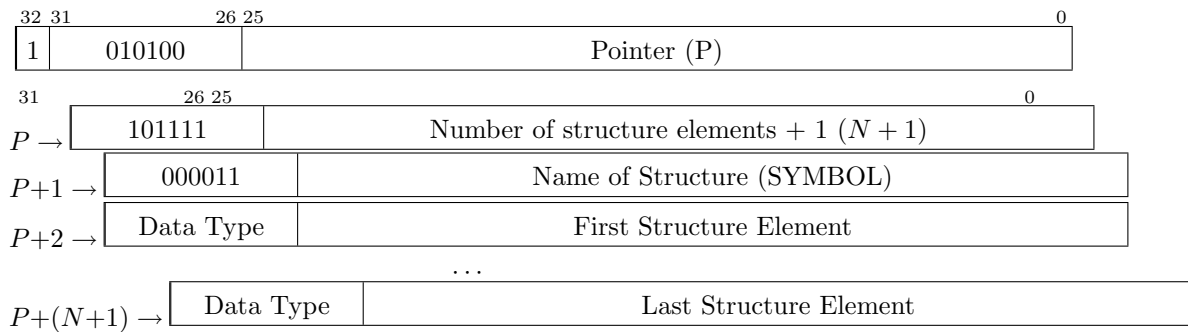 32 31 26 25 0
1 010100 Pointer (P)
31 26 25 0
P → 101111 Number of structure elements + 1 (N + 1)
P+1 → 000011 Name of Structure (SYMBOL)
P+2 → Data Type First Structure Element
...
P+(N+1) → Data Type Last Structure Element